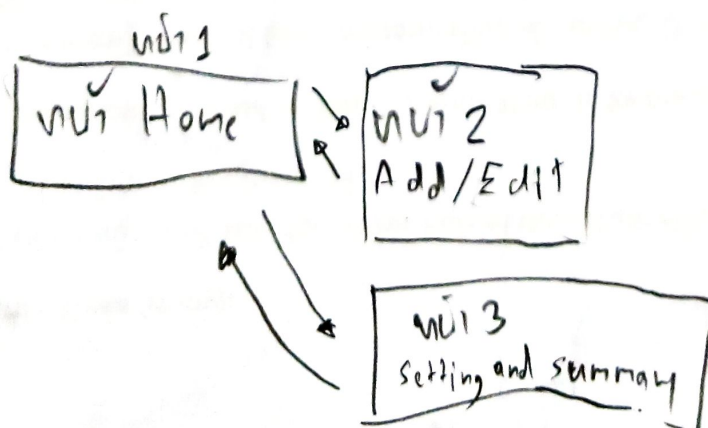 หน้า 1
หน้า Home
หน้า 2
Add/Edit
หน้า 3
setting and summary